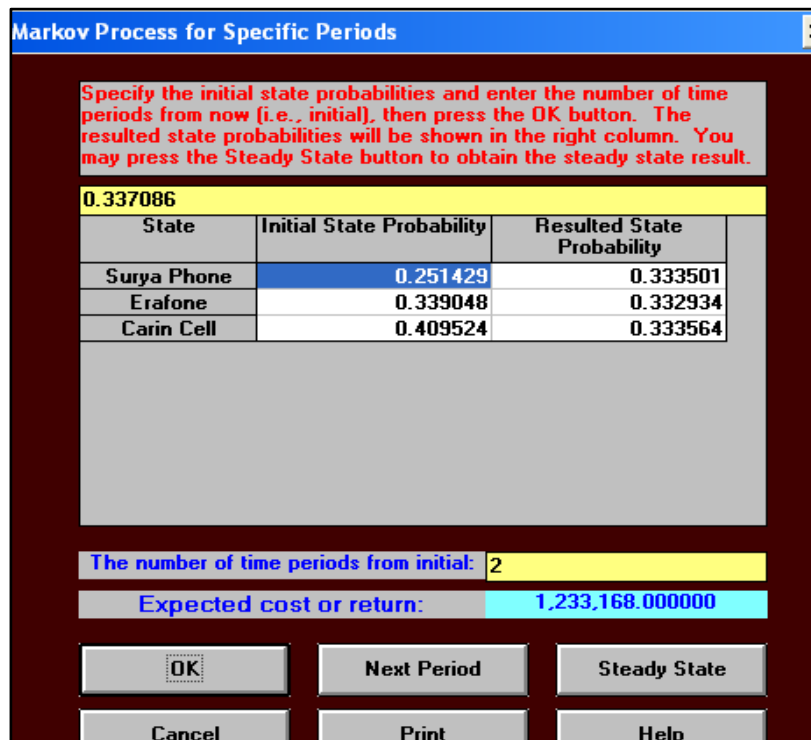 Markov Process for Specific Periods
Specify the initial state probabilities and enter the number of time
periods from now (i.e., initial), then press the OK button. The
resulted state probabilities will be shown in the right column. You
may press the Steady State button to obtain the steady state result.
0.337086
State Initial State Probability Resulted State
Probability
Surya Phone 0.251429 0.333501
Erafone 0.339048 0.332934
Carin Cell 0.409524 0.333564
The number of time periods from initial: 2
Expected cost or return: 1,233,168.000000
OK Next Period Steady State
Cancel Print Help